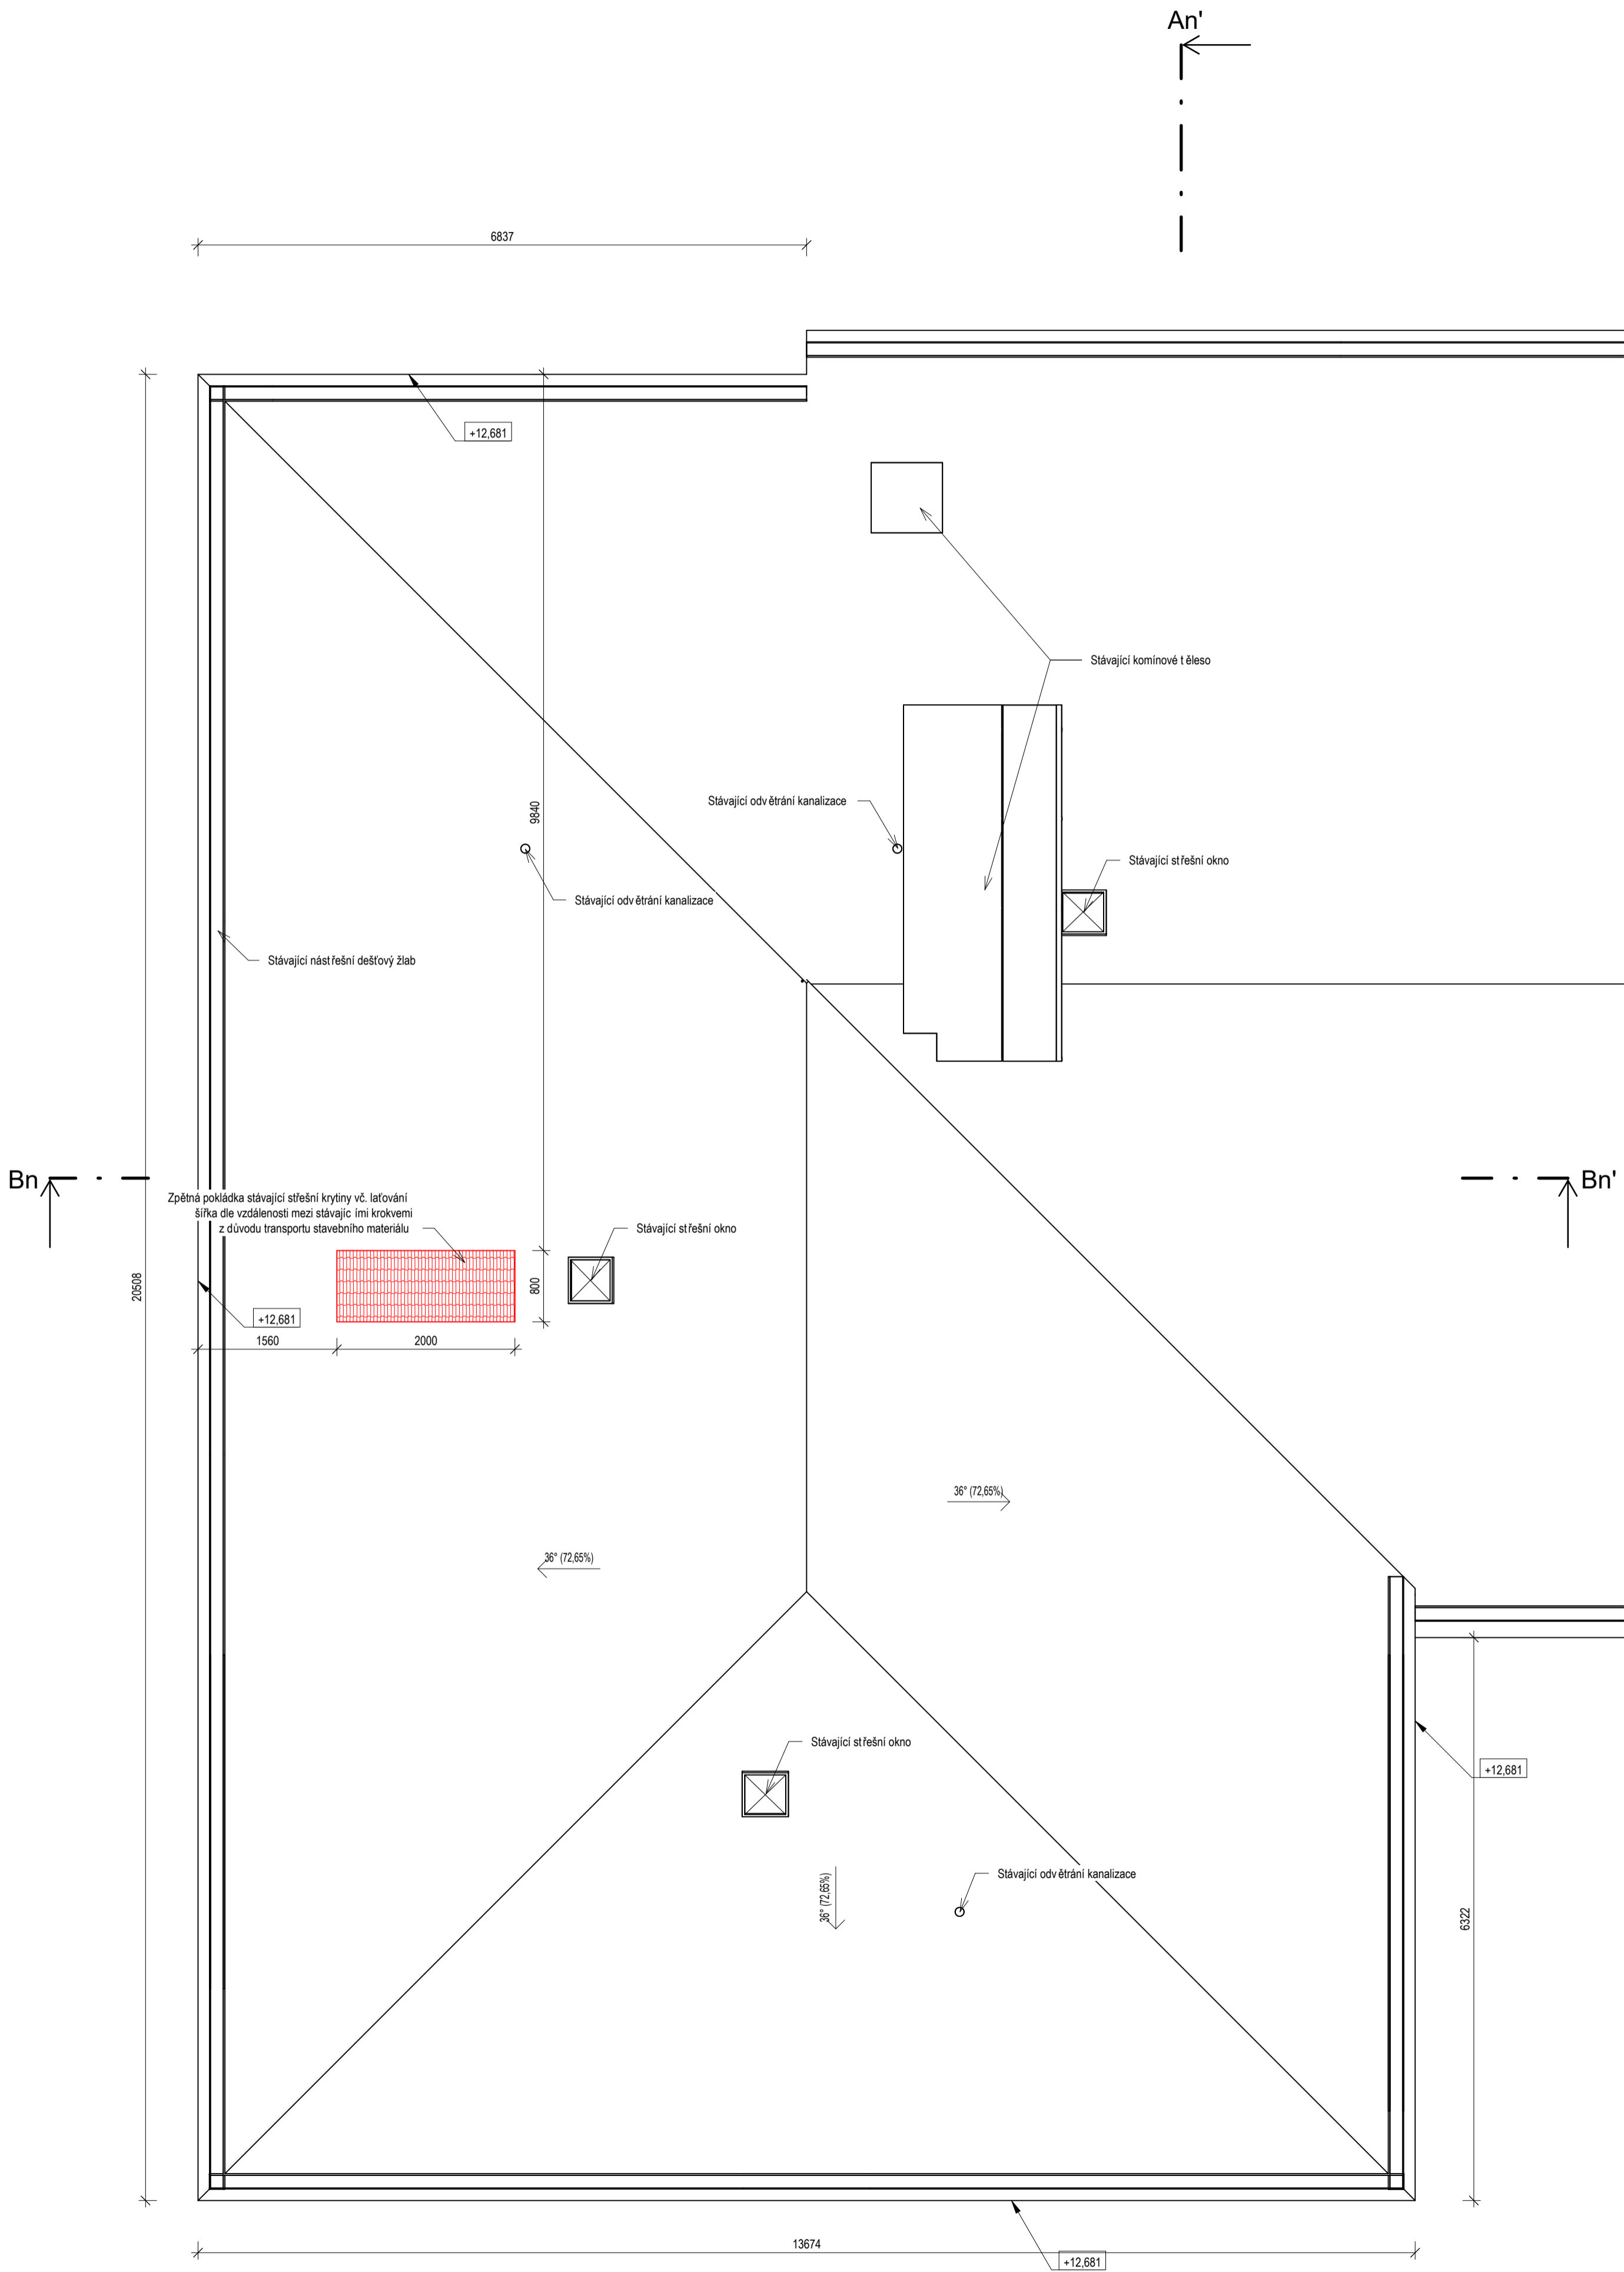 An'
6837
+12,681
Stávající komínové těleso
9840
Stávající odvětrání kanalizace
Stávající střešní okno
Stávající odvětrání kanalizace
Stávající nástřešní dešťový žlab
Bn
Bn'
Zpětná pokládka stávající střešní krytiny vč. laťování
šířka dle vzdálenosti mezi stávajícími krokvemi
z důvodu transportu stavebního materiálu
Stávající střešní okno
20508
800
+12,681
1560
2000
36° (72,65%)
36° (72,65%)
Stávající střešní okno
+12,681
36° (72,65%)
Stávající odvětrání kanalizace
6322
13674
+12,681